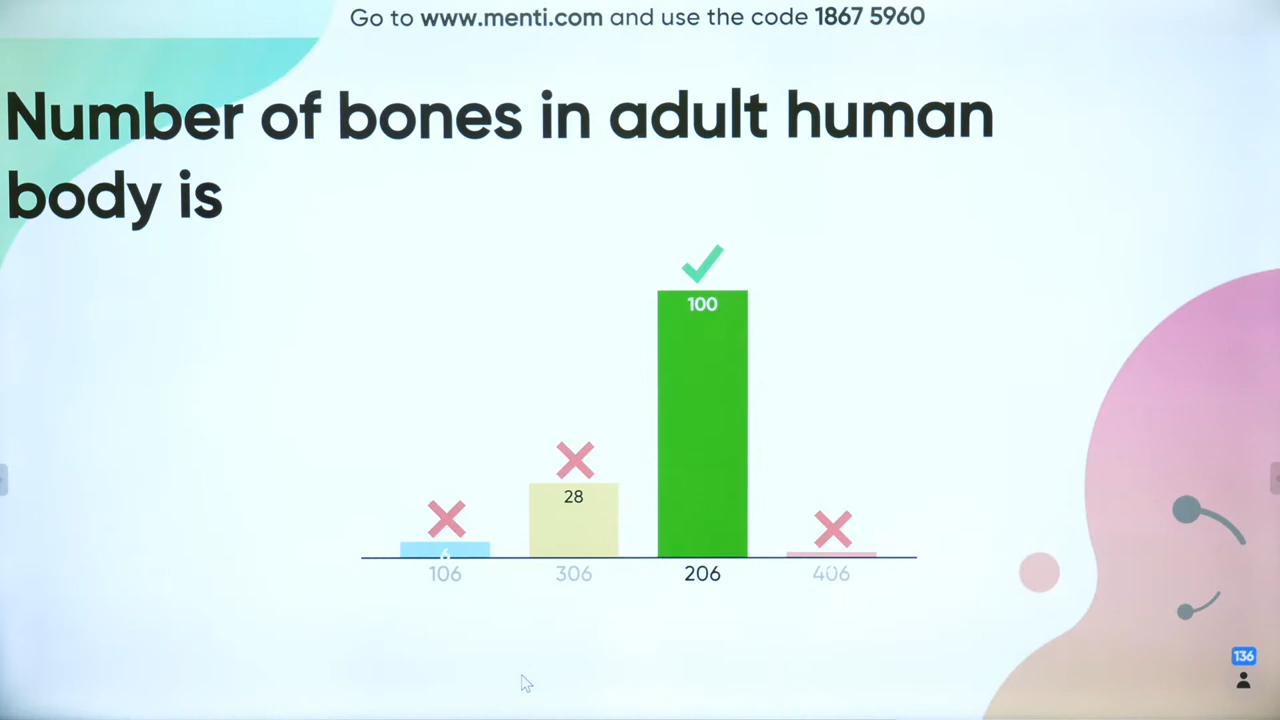 Go to www.menti.com and use the code 1867 5960
Number of bones in adult human
body is
100
28
6
106
306
206
406
136